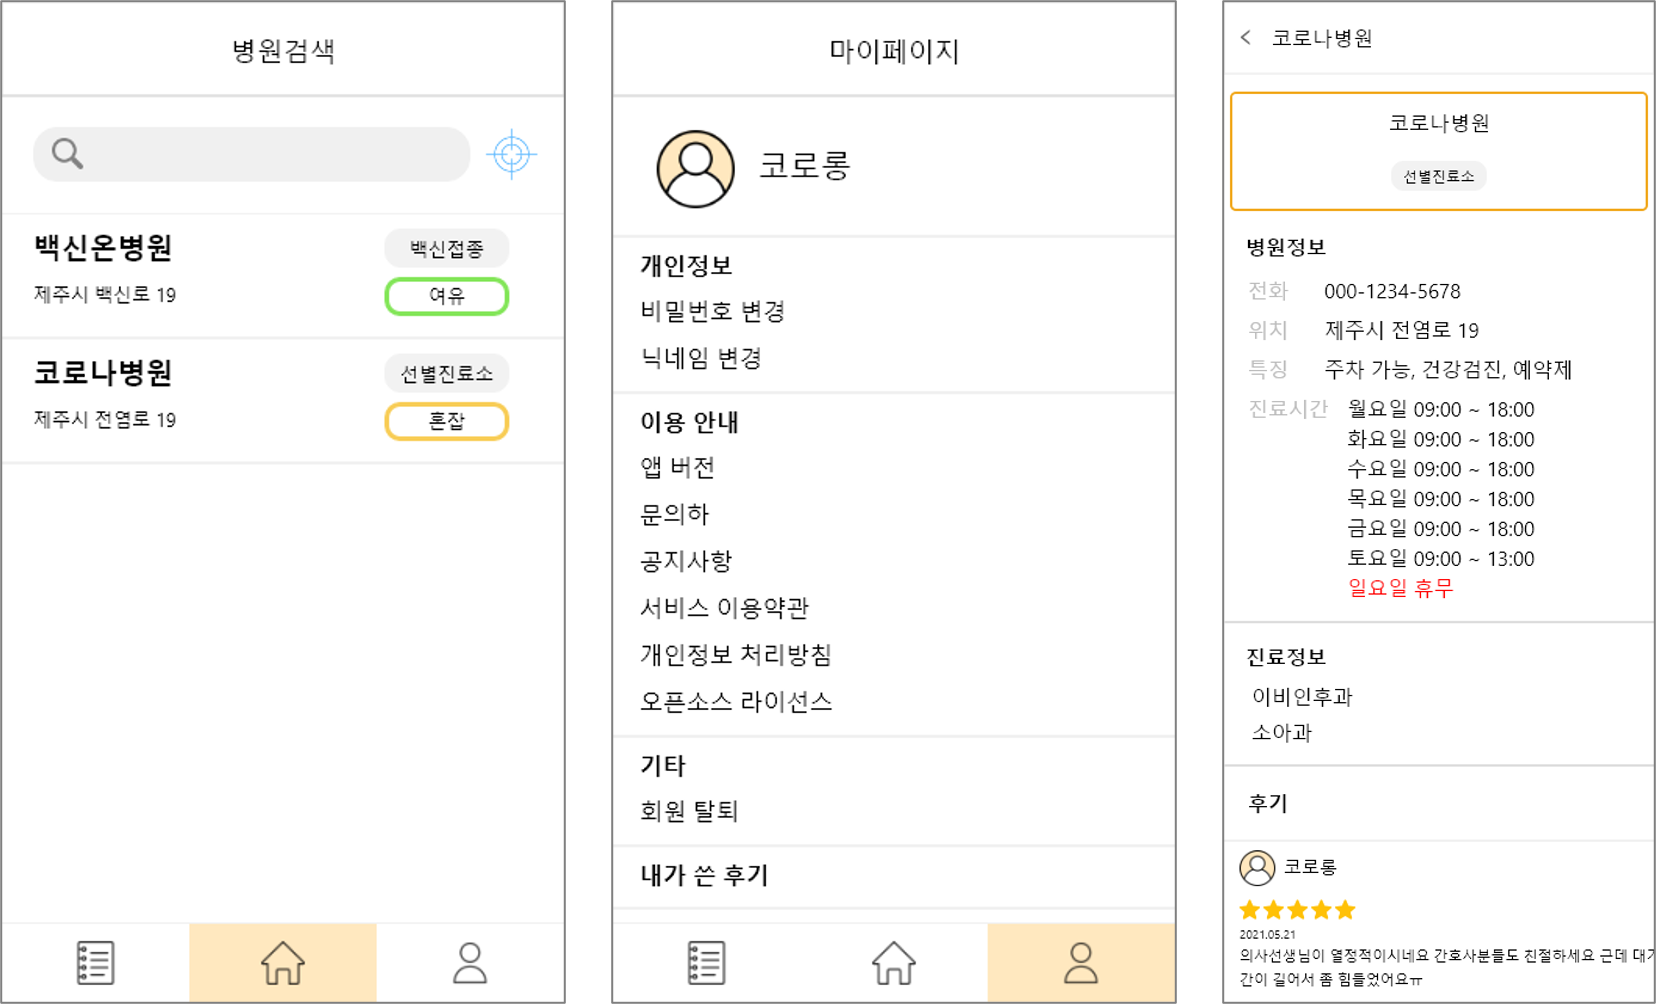 병원검색
백신온병원
백신접종
제주시 백신로 19
여유
코로나병원
선별진료소
제주시 전염로 19
혼잡
마이페이지
코로롱
개인정보
비밀번호 변경
닉네임 변경
이용 안내
앱 버전
문의하
공지사항
서비스 이용약관
개인정보 처리방침
오픈소스 라이선스
기타
회원 탈퇴
내가 쓴 후기
< 코로나병원
코로나병원
선별진료소
병원정보
전화 000-1234-5678
위치 제주시 전염로 19
특징 주차 가능, 건강검진, 예약제
진료시간 월요일 09:00 ~ 18:00
화요일 09:00 ~ 18:00
수요일 09:00 ~ 18:00
목요일 09:00 ~ 18:00
금요일 09:00 ~ 18:00
토요일 09:00 ~ 13:00
일요일 휴무
진료정보
이비인후과
소아과
후기
코로롱
2021.05.21
의사선생님이 열정적이시네요 간호사분들도 친절하세요 근데 대기
간이 길어서 좀 힘들었어요ㅠ